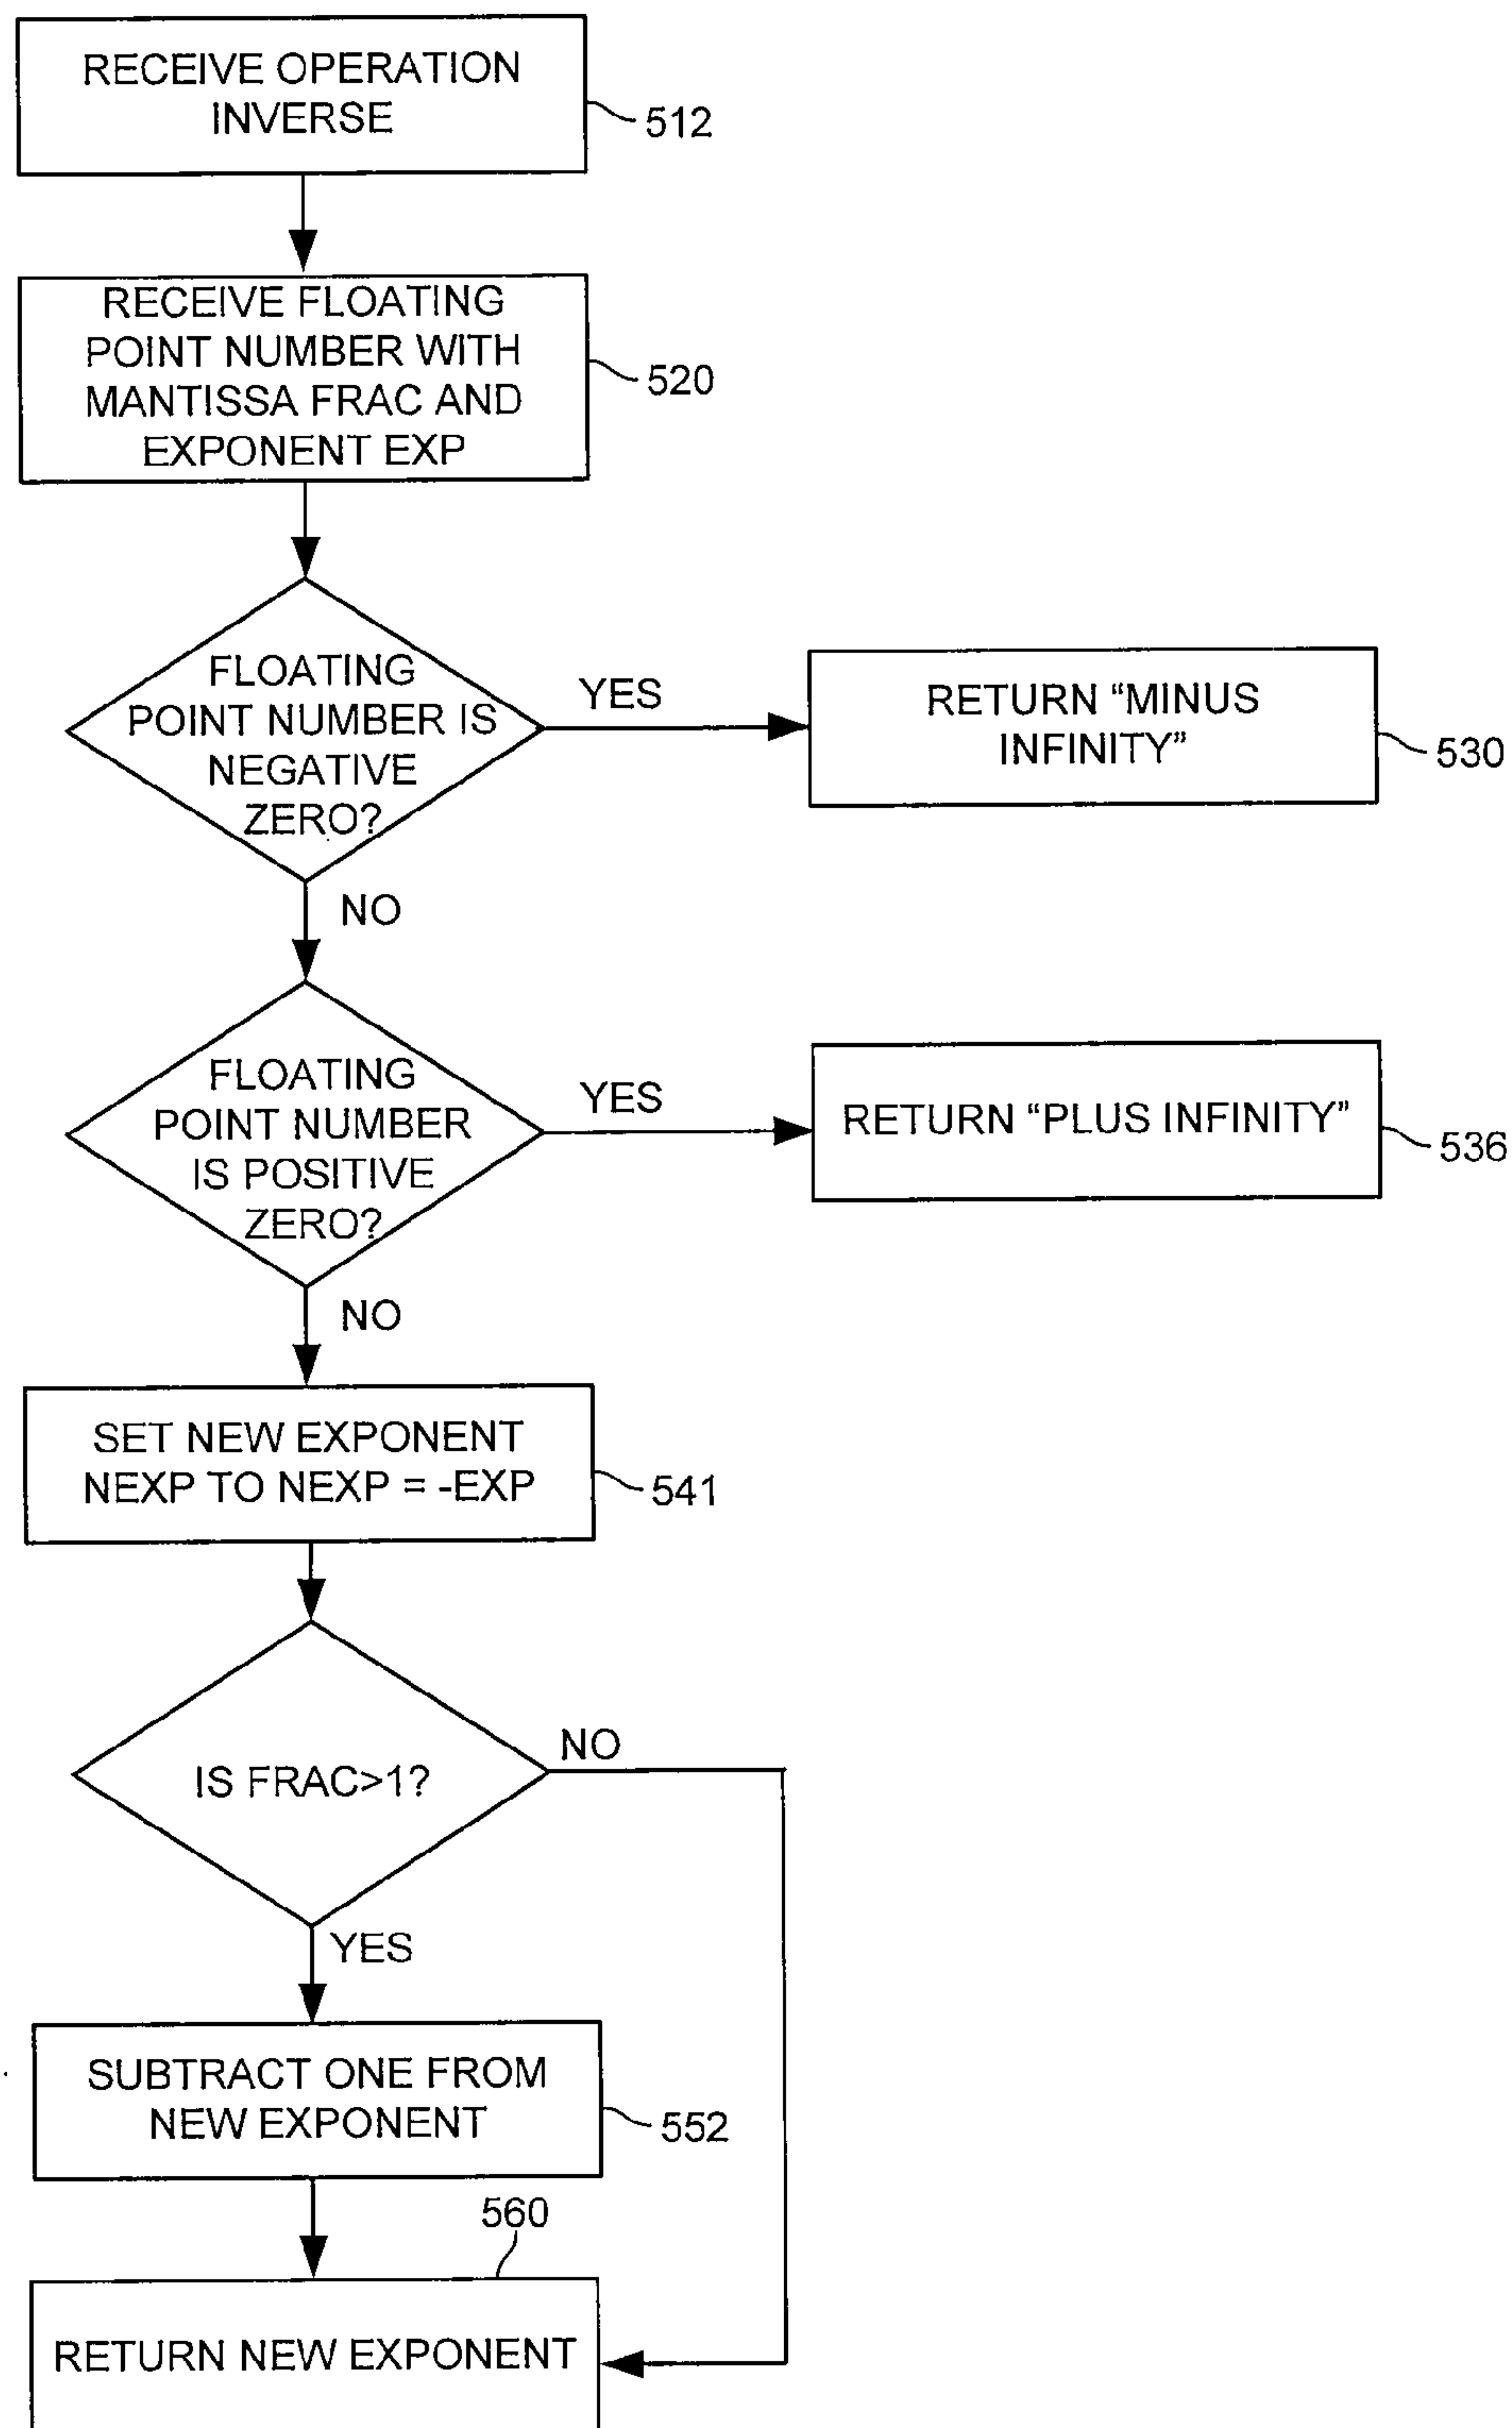 RECEIVE OPERATION
INVERSE
512
RECEIVE FLOATING
POINT NUMBER WITH
MANTISSA FRAC AND
EXPONENT EXP
520
FLOATING
POINT NUMBER IS
NEGATIVE
ZERO?
YES
RETURN “MINUS
INFINITY”
530
NO
FLOATING
POINT NUMBER
IS POSITIVE
ZERO?
YES
RETURN “PLUS INFINITY”
536
NO
SET NEW EXPONENT
NEXP TO NEXP = -EXP
541
IS FRAC>1?
NO
YES
SUBTRACT ONE FROM
NEW EXPONENT
552
560
RETURN NEW EXPONENT